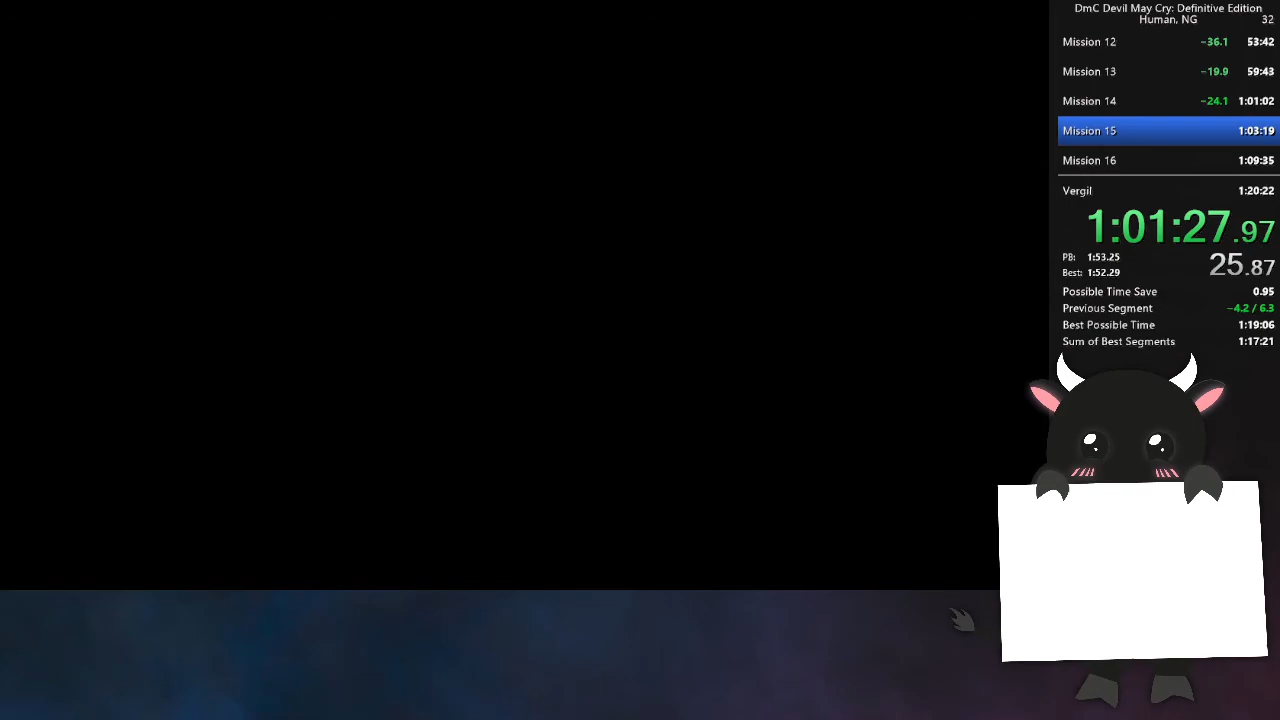 DmC Devil May Cry: Definitive Edition
Human, NG 32
Mission 12 -36.1 53:42
Mission 13 -19.9 59:43
Mission 14 -24.1 1:01:02
Mission 15 1:03:19
Mission 16 1:09:35
Vergil 1:20:22
1:01:27.97
PB: 1:53.25
Best: 1:52.29
25.87
Possible Time Save 0.95
Previous Segment -4.2 / 6.3
Best Possible Time 1:19:06
Sum of Best Segments 1:17:21